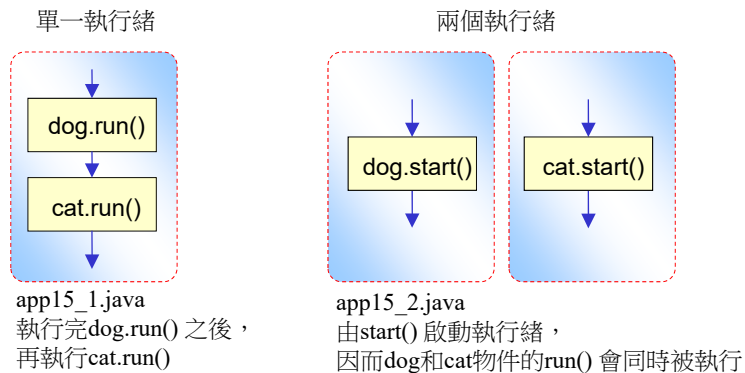 單一執行緒
dog.run()
cat.run()
app15_1.java
執行完dog.run() 之後，
再執行cat.run()
兩個執行緒
dog.start()
cat.start()
app15_2.java
由start() 啟動執行緒，
因而dog和cat物件的run() 會同時被執行